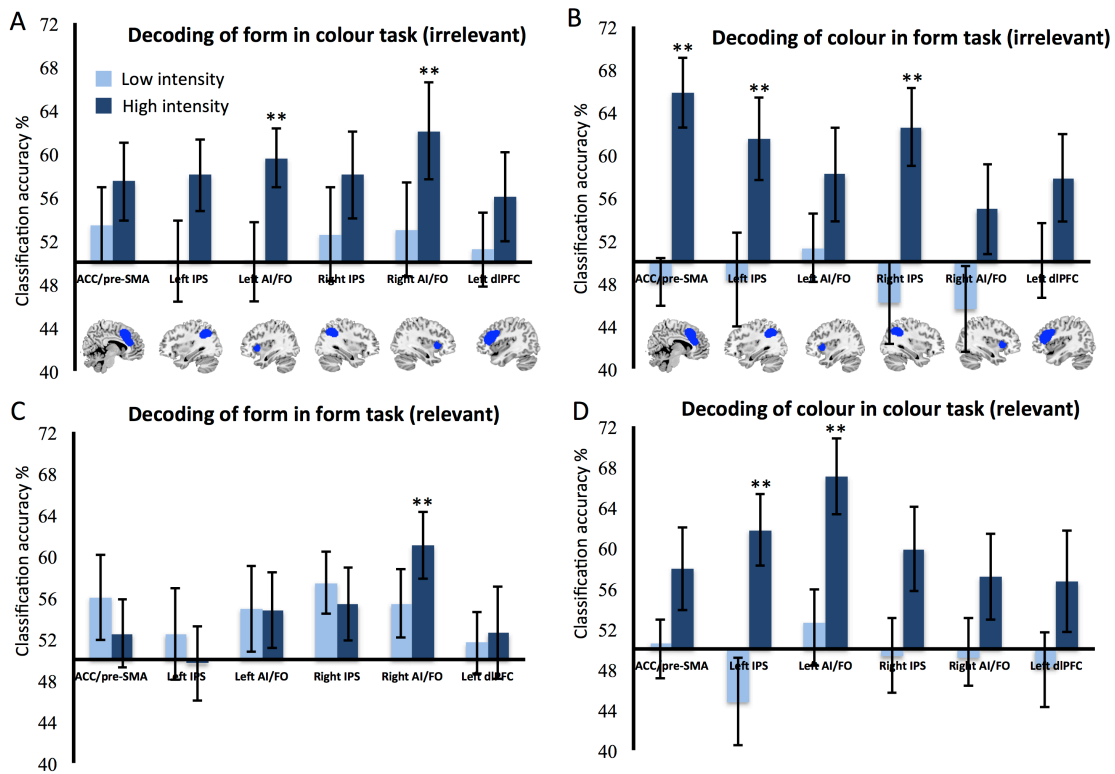 A
Decoding of form in colour task (irrelevant)
Low intensity
High intensity
Classification accuracy %
72
68
64
60
56
52
48
44
40
**
**
ACC/pre-SMA
Left IPS
Left AI/FO
Right IPS
Right AI/FO
Left dlPFC
B
Decoding of colour in form task (irrelevant)
Classification accuracy %
72
68
64
60
56
52
48
44
40
**
**
**
ACC/pre-SMA
Left IPS
Left AI/FO
Right IPS
Right AI/FO
Left dlPFC
C
Decoding of form in form task (relevant)
Classification accuracy %
72
68
64
60
56
52
48
44
40
**
ACC/pre-SMA
Left IPS
Left AI/FO
Right IPS
Right AI/FO
Left dlPFC
D
Decoding of colour in colour task (relevant)
Classification accuracy %
72
68
64
60
56
52
48
44
40
**
**
ACC/pre-SMA
Left IPS
Left AI/FO
Right IPS
Right AI/FO
Left dlPFC